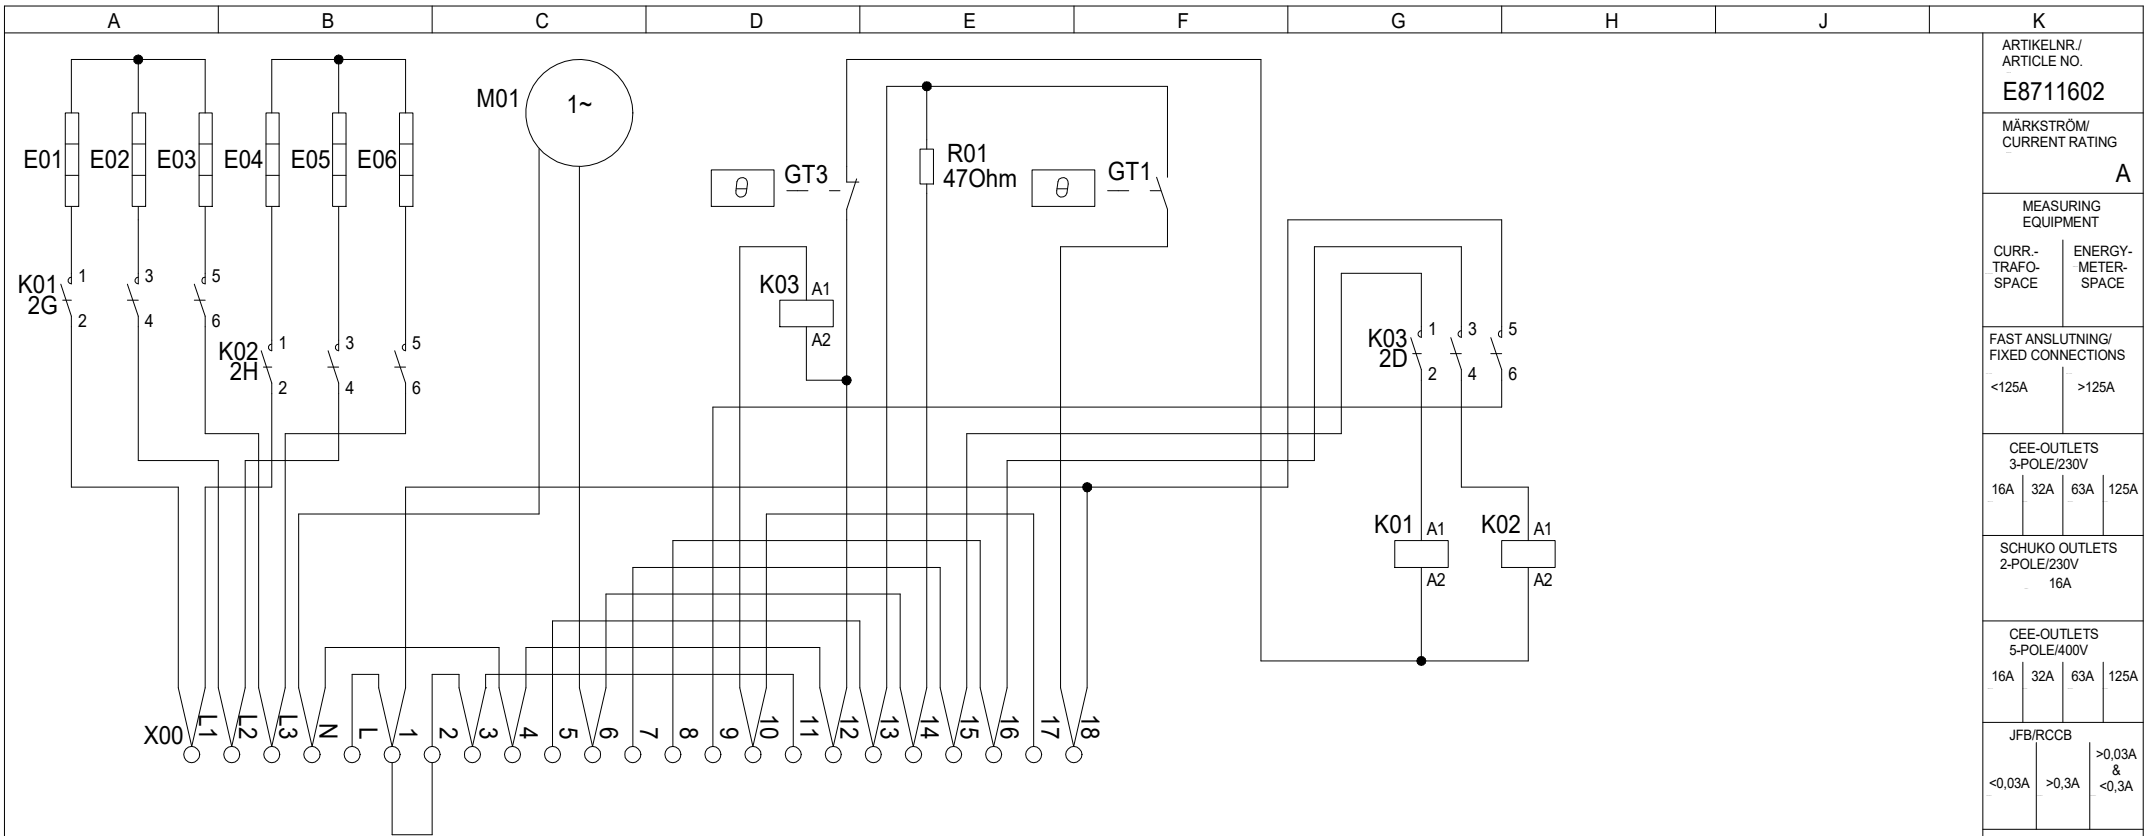 A B C D E F G H J K
ARTIKELNR./
ARTICLE NO.
E8711602
MÄRKSTRÖM/
CURRENT RATING
A
MEASURING
EQUIPMENT
CURR.-
TRAFO-
SPACE
ENERGY-
METER-
SPACE
FAST ANSLUTNING/
FIXED CONNECTIONS
<125A >125A
CEE-OUTLETS
3-POLE/230V
16A 32A 63A 125A
SCHUKO OUTLETS
2-POLE/230V
16A
CEE-OUTLETS
5-POLE/400V
16A 32A 63A 125A
JFB/RCCB
<0,03A >0,3A
>0,03A
&
<0,3A
M01 1~
E01 E02 E03 E04 E05 E06
GT3 θ
R01
47Ohm
GT1 θ
K01
2G
1 3 5
2 4 6
K02
2H
1 3 5
2 4 6
K03 A1
A2
K03
2D
1 3 5
2 4 6
K01 A1
A2
K02 A1
A2
X00 L1 L2 L3 N L 1 2 3 4 5 6 7 8 9 10 11 12 13 14 15 16 17 18